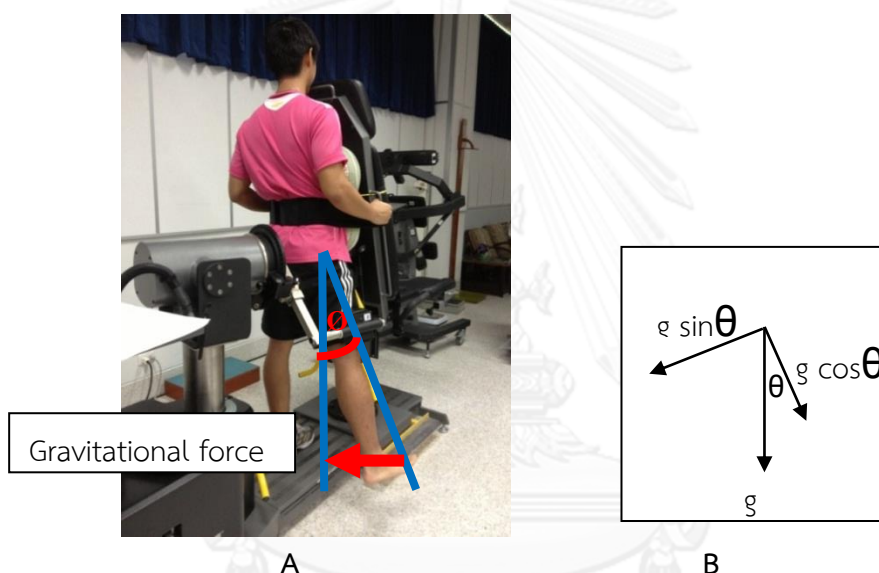 Ø
Gravitational force
g sinθ
θ
g cosθ
g
A
B